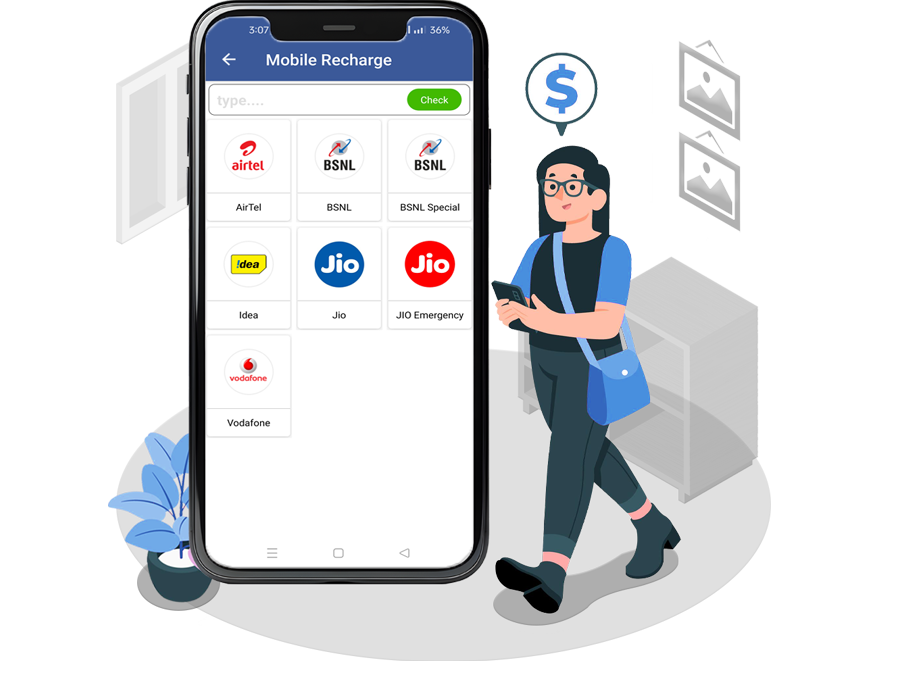 3:07
36%
Mobile Recharge
type....
Check
airtel
BSNL
BSNL
AirTel
BSNL
BSNL Special
!dea
Jio
Jio
Idea
Jio
JIO Emergency
vodafone
Vodafone
$